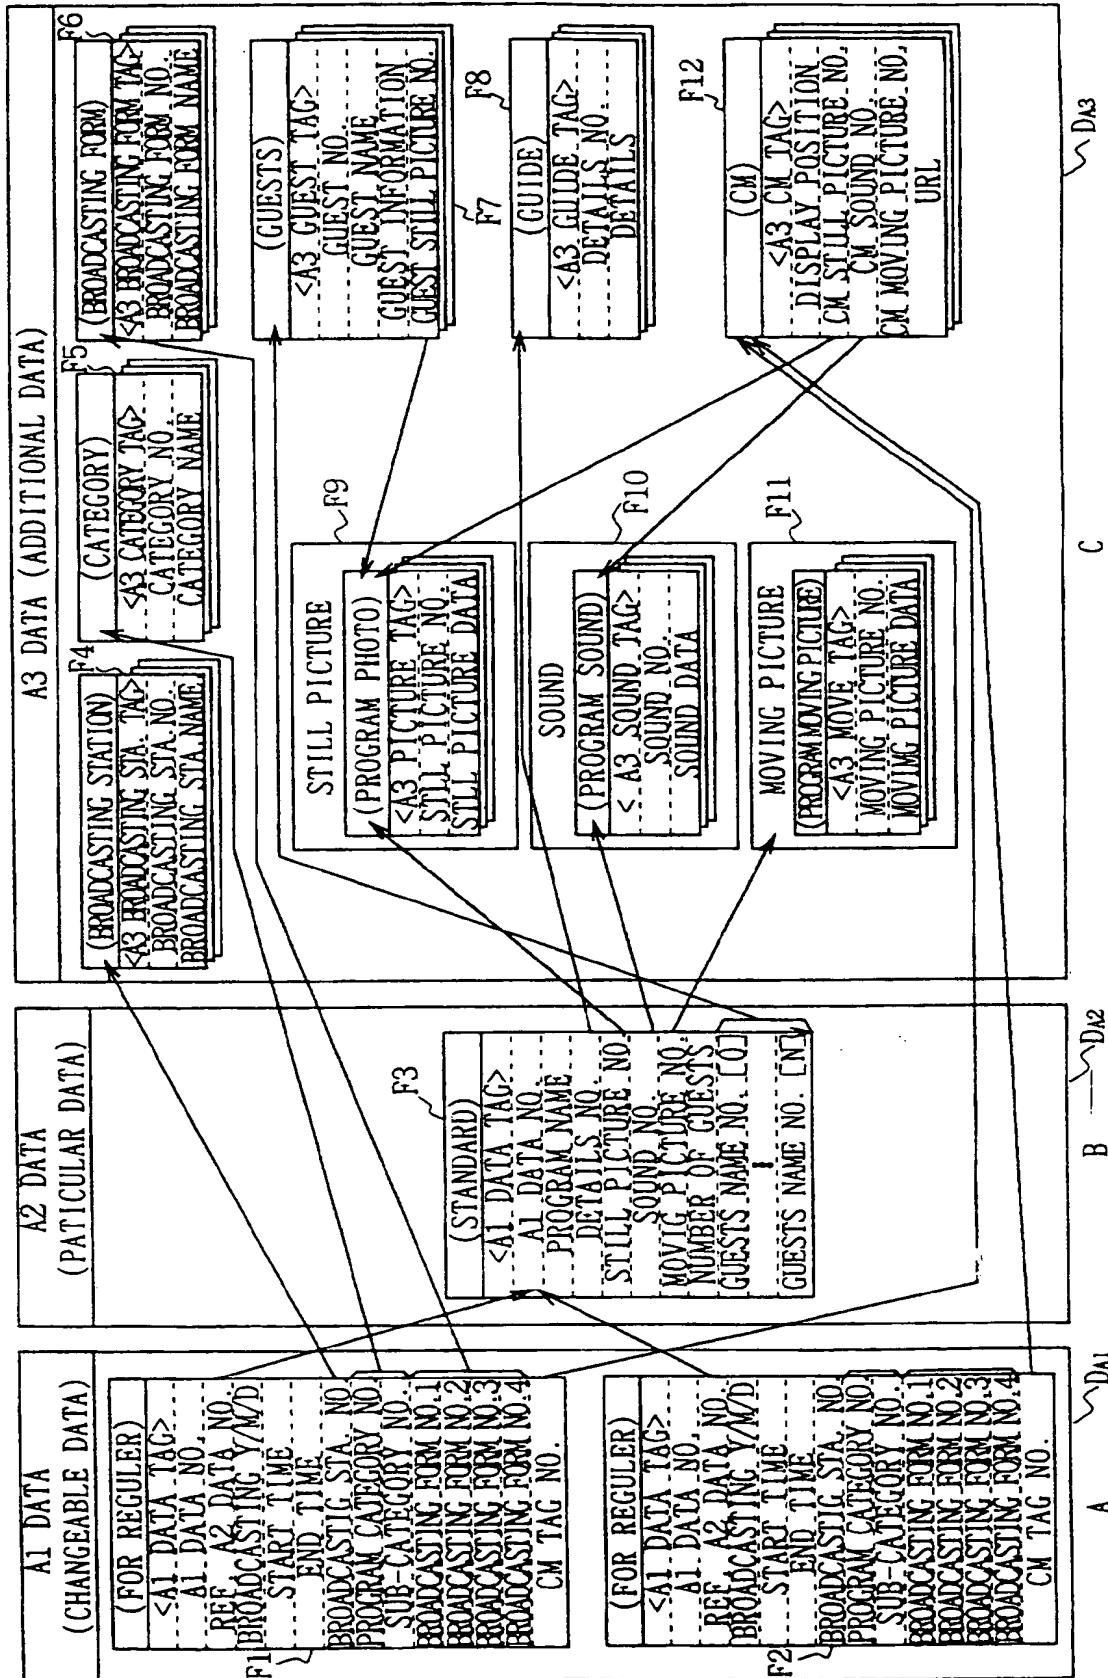 A1 DATA
(CHANGEABLE DATA)
(FOR REGULER)
<A1 DATA TAG>
A1 DATA NO.
REF A2 DATA NO.
BROADCASTING Y/M/D
START TIME
END TIME
BROADCASTIG STA. NO.
PROGRAM CATEGORY NO.
SUB-CATEGORY NO.
BROADCASTING FORM NO.1
BROADCASTING FORM NO.2
BROADCASTING FORM NO.3
BROADCASTING FORM NO.4
CM TAG NO.
F1
(FOR REGULER)
<A1 DATA TAG>
A1 DATA NO.
REF A2 DATA NO.
BROADCASTING Y/M/D
START TIME
END TIME
BROADCASTIG STA. NO.
PROGRAM CATEGORY NO.
SUB-CATEGORY NO.
BROADCASTING FORM NO.1
BROADCASTING FORM NO.2
BROADCASTING FORM NO.3
BROADCASTING FORM NO.4
CM TAG NO.
F2
DA1
A
A2 DATA
(PATICULAR DATA)
F3
(STANDARD)
<A1 DATA TAG>
A1 DATA NO.
PROGRAM NAME
DETAILS NO.
STILL PICTURE NO.
SOUND NO.
MOVIG PICTURE NO.
NUMBER OF GUESTS
GUESTS NAME NO. [0]
GUESTS NAME NO. [N]
DA2
B
A3 DATA (ADDITIONAL DATA)
F4
(BROADCASTING STATION)
<A3 BROADCASTING STA. TAG>
BROADCASTING STA.NO.
BROADCASTING STA.NAME
F5
(CATEGORY)
<A3 CATEGORY TAG>
CATEGORY NO.
CATEGORY NAME
F6
(BROADCASTING FORM)
<A3 BROADCASTING FORM TAG>
BROADCASTING FORM NO.
BROADCASTING FORM NAME
STILL PICTURE
F9
(PROGRAM PHOTO)
<A3 PICTURE TAG>
STILL PICTURE NO.
STILL PICTURE DATA
(GUESTS)
<A3 GUEST TAG>
GUEST NO.
GUEST NAME
GUEST INFORMATION
GUEST STILL PICTURE NO.
F7
SOUND
F10
(PROGRAM SOUND)
< A3 SOUND TAG>
SOUND NO.
SOUND DATA
F8
(GUIDE)
<A3 GUIDE TAG>
DETAILS NO.
DETAILS
MOVING PICTURE
F11
(PROGRAM MOVING PICTURE)
<A3 MOVE TAG>
MOVING PICTURE NO.
MOVIMG PICTURE DATA
F12
(CM)
<A3 CM TAG>
DISPLAY POSITION
CM STILL PICTURE NO.
CM SOUND NO.
CM MOVING PICTURE NO.
URL
DA3
C